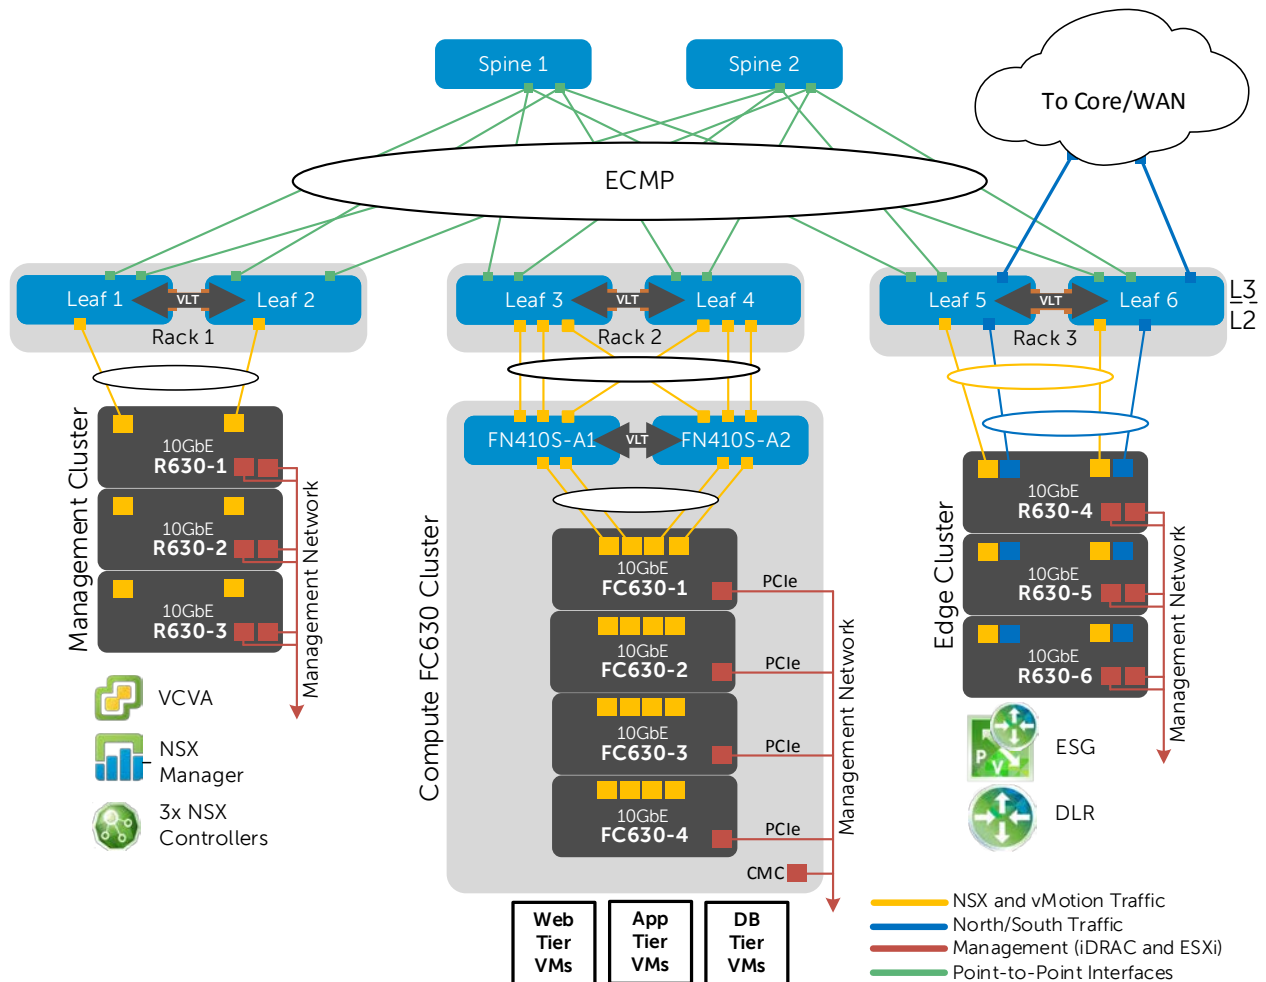 Spine 1
Spine 2
To Core/WAN
ECMP
Leaf 1
VLT
Leaf 2
Rack 1
Leaf 3
VLT
Leaf 4
Rack 2
Leaf 5
VLT
Leaf 6
Rack 3
L3
L2
Management Cluster
10GbE
R630-1
10GbE
R630-2
10GbE
R630-3
Management Network
VCVA
NSX
Manager
3x NSX
Controllers
Compute FC630 Cluster
FN410S-A1
VLT
FN410S-A2
10GbE
FC630-1
PCIe
10GbE
FC630-2
PCIe
10GbE
FC630-3
PCIe
10GbE
FC630-4
PCIe
CMC
Management Network
Web
Tier
VMs
App
Tier
VMs
DB
Tier
VMs
Edge Cluster
10GbE
R630-4
10GbE
R630-5
10GbE
R630-6
Management Network
P
V
ESG
DLR
NSX and vMotion Traffic
North/South Traffic
Management (iDRAC and ESXi)
Point-to-Point Interfaces